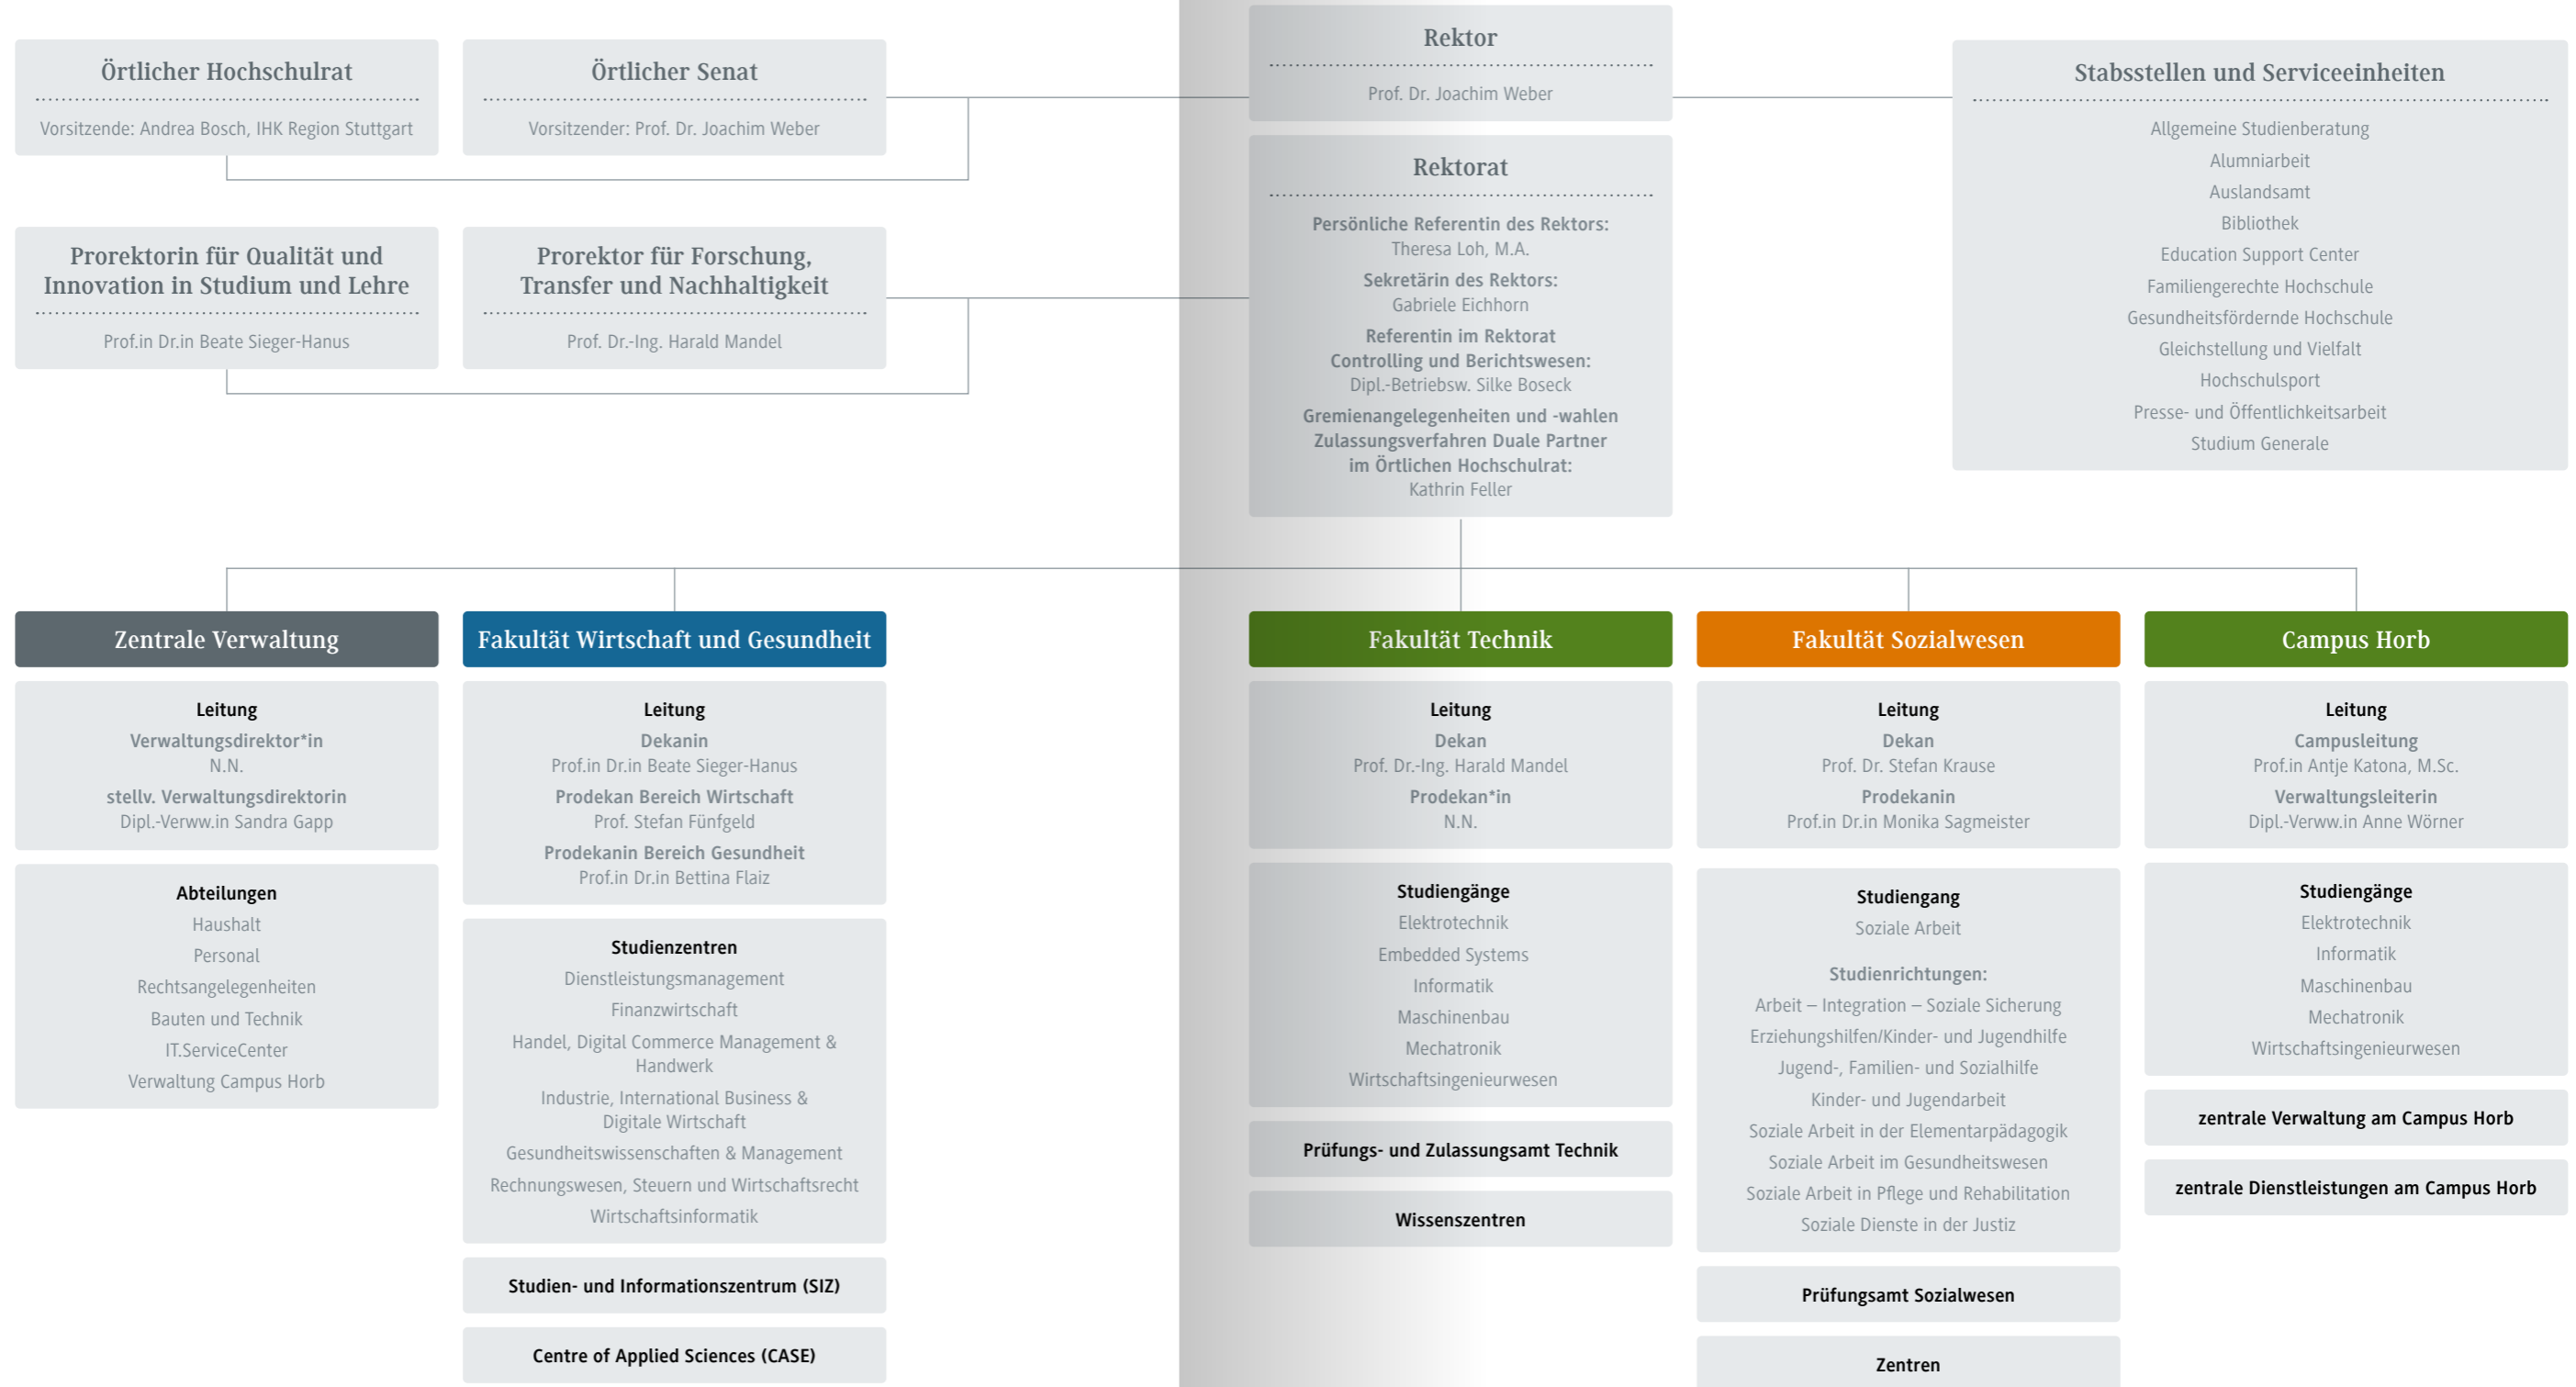 Örtlicher Hochschulrat
Vorsitzende: Andrea Bosch, IHK Region Stuttgart
Örtlicher Senat
Vorsitzender: Prof. Dr. Joachim Weber
Rektor
Prof. Dr. Joachim Weber
Stabsstellen und Serviceeinheiten
Allgemeine Studienberatung
Alumniarbeit
Auslandsamt
Bibliothek
Education Support Center
Familiengerechte Hochschule
Gesundheitsfördernde Hochschule
Gleichstellung und Vielfalt
Hochschulsport
Presse- und Öffentlichkeitsarbeit
Studium Generale
Prorektorin für Qualität und
Innovation in Studium und Lehre
Prof.in Dr.in Beate Sieger-Hanus
Prorektor für Forschung,
Transfer und Nachhaltigkeit
Prof. Dr.-Ing. Harald Mandel
Rektorat
Persönliche Referentin des Rektors:
Theresa Loh, M.A.
Sekretärin des Rektors:
Gabriele Eichhorn
Referentin im Rektorat
Controlling und Berichtswesen:
Dipl.-Betriebsw. Silke Boseck
Gremienangelegenheiten und -wahlen
Zulassungsverfahren Duale Partner
im Örtlichen Hochschulrat:
Kathrin Feller
Zentrale Verwaltung
Leitung
Verwaltungsdirektor*in
N.N.
stellv. Verwaltungsdirektorin
Dipl.-Verww.in Sandra Gapp
Abteilungen
Haushalt
Personal
Rechtsangelegenheiten
Bauten und Technik
IT.ServiceCenter
Verwaltung Campus Horb
Fakultät Wirtschaft und Gesundheit
Leitung
Dekanin
Prof.in Dr.in Beate Sieger-Hanus
Prodekan Bereich Wirtschaft
Prof. Stefan Fünfgeld
Prodekanin Bereich Gesundheit
Prof.in Dr.in Bettina Flaiz
Studienzentren
Dienstleistungsmanagement
Finanzwirtschaft
Handel, Digital Commerce Management &
Handwerk
Industrie, International Business &
Digitale Wirtschaft
Gesundheitswissenschaften & Management
Rechnungswesen, Steuern und Wirtschaftsrecht
Wirtschaftsinformatik
Studien- und Informationszentrum (SIZ)
Centre of Applied Sciences (CASE)
Fakultät Technik
Leitung
Dekan
Prof. Dr.-Ing. Harald Mandel
Prodekan*in
N.N.
Studiengänge
Elektrotechnik
Embedded Systems
Informatik
Maschinenbau
Mechatronik
Wirtschaftsingenieurwesen
Prüfungs- und Zulassungsamt Technik
Wissenszentren
Fakultät Sozialwesen
Leitung
Dekan
Prof. Dr. Stefan Krause
Prodekanin
Prof.in Dr.in Monika Sagmeister
Studiengang
Soziale Arbeit
Studienrichtungen:
Arbeit – Integration – Soziale Sicherung
Erziehungshilfen/Kinder- und Jugendhilfe
Jugend-, Familien- und Sozialhilfe
Kinder- und Jugendarbeit
Soziale Arbeit in der Elementarpädagogik
Soziale Arbeit im Gesundheitswesen
Soziale Arbeit in Pflege und Rehabilitation
Soziale Dienste in der Justiz
Prüfungsamt Sozialwesen
Zentren
Campus Horb
Leitung
Campusleitung
Prof.in Antje Katona, M.Sc.
Verwaltungsleiterin
Dipl.-Verww.in Anne Wörner
Studiengänge
Elektrotechnik
Informatik
Maschinenbau
Mechatronik
Wirtschaftsingenieurwesen
zentrale Verwaltung am Campus Horb
zentrale Dienstleistungen am Campus Horb